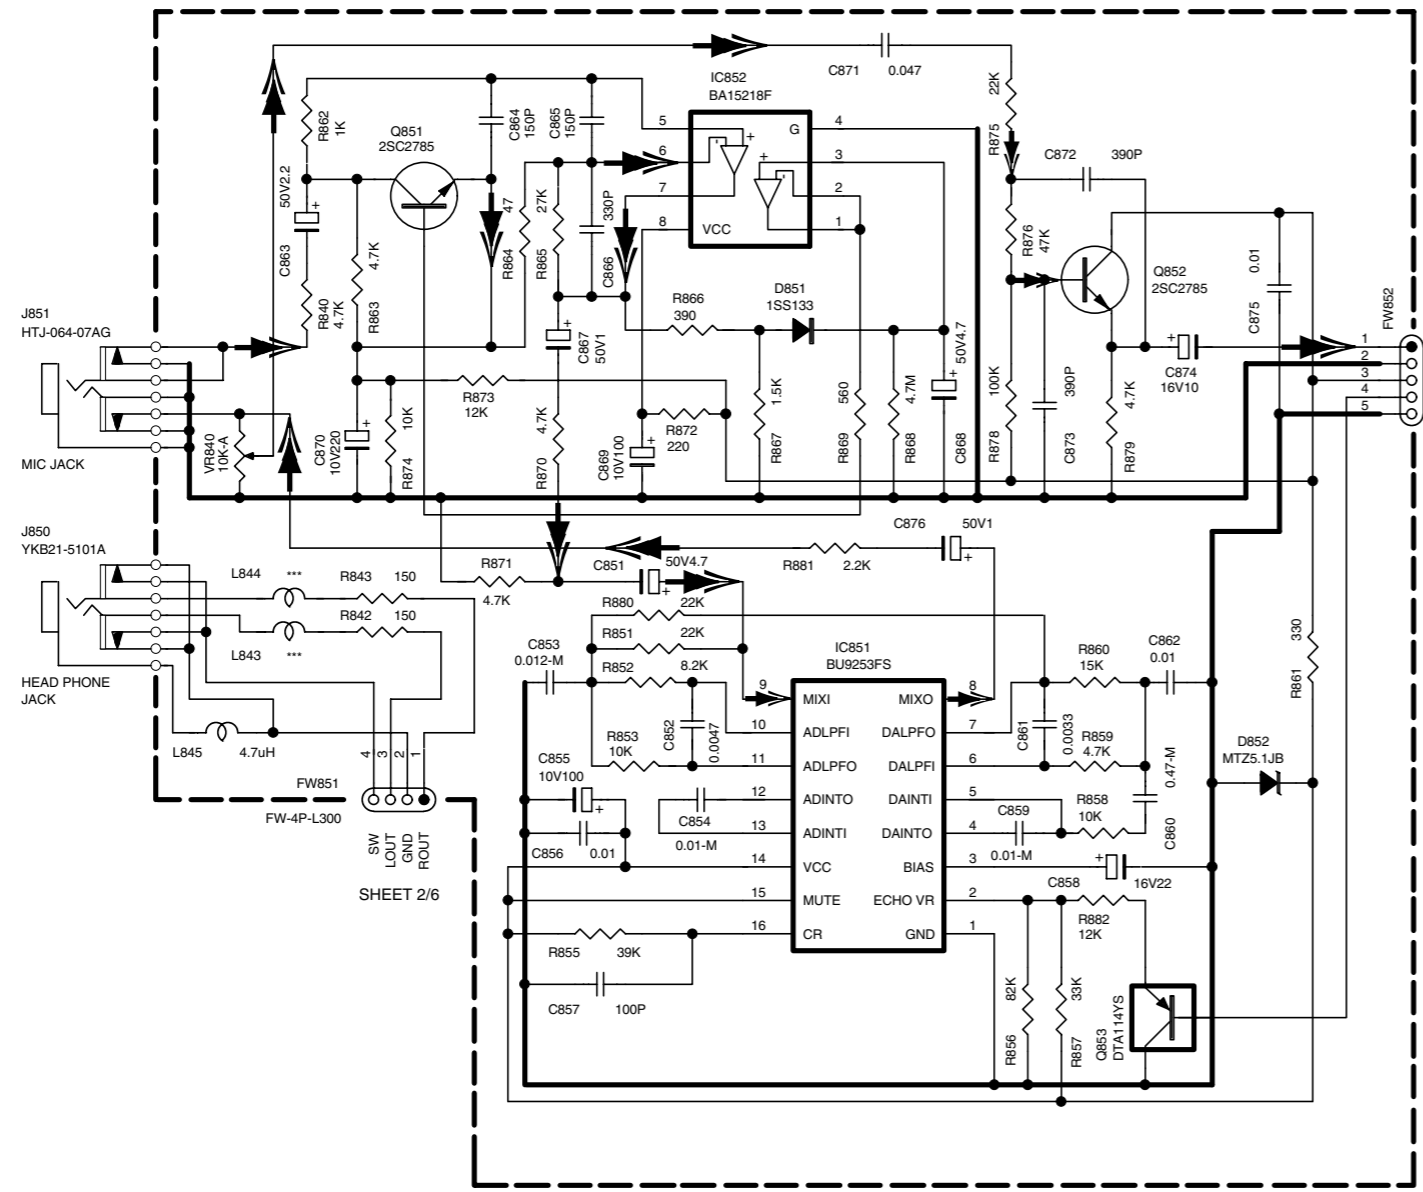 C871
0.047
IC852
BA15218F
22K
R875
R862
1K
Q851
2SC2785
C864
150P
C865
150P
5
6
7
8
VCC
G
4
3
2
1
+
-
+
-
C872
390P
50V2.2
+
C863
R840
4.7K
4.7K
R863
47
R864
27K
R865
330P
C866
R876
47K
Q852
2SC2785
0.01
C875
J851
HTJ-064-07AG
MIC JACK
D851
1SS133
R866
390
+
C867
50V1
50V4.7
+
C868
FW852
1
2
3
4
5
+
C874
16V10
VR840
10K-A
C870
10V220
+
10K
R874
R873
12K
4.7K
R870
C869
10V100
+
R872
220
1.5K
R867
560
R869
4.7M
R868
100K
R878
390P
C873
4.7K
R879
J850
YKB21-5101A
HEAD PHONE
JACK
L844
***
R843
150
R842
150
L843
***
L845
4.7uH
4
3
2
1
FW851
FW-4P-L300
SW
LOUT
GND
ROUT
SHEET 2/6
R871
4.7K
C851
50V4.7
+
R881
2.2K
C876
50V1
+
R880
22K
R851
22K
C853
0.012-M
R852
8.2K
C852
0.0047
R853
10K
C855
10V100
+
C854
0.01-M
C856
0.01
R855
39K
C857
100P
IC851
BU9253FS
9
MIXI
MIXO
8
10
ADLPFI
DALPFO
7
11
ADLPFO
DALPFI
6
12
ADINTO
DAINTI
5
13
ADINTI
DAINTO
4
14
VCC
BIAS
3
15
MUTE
ECHO VR
2
16
CR
GND
1
R860
15K
C862
0.01
C861
0.0033
R859
4.7K
0.47-M
C860
C859
0.01-M
R858
10K
+
C858
16V22
R882
12K
82K
R856
33K
R857
Q853
DTA114YS
330
R861
D852
MTZ5.1JB